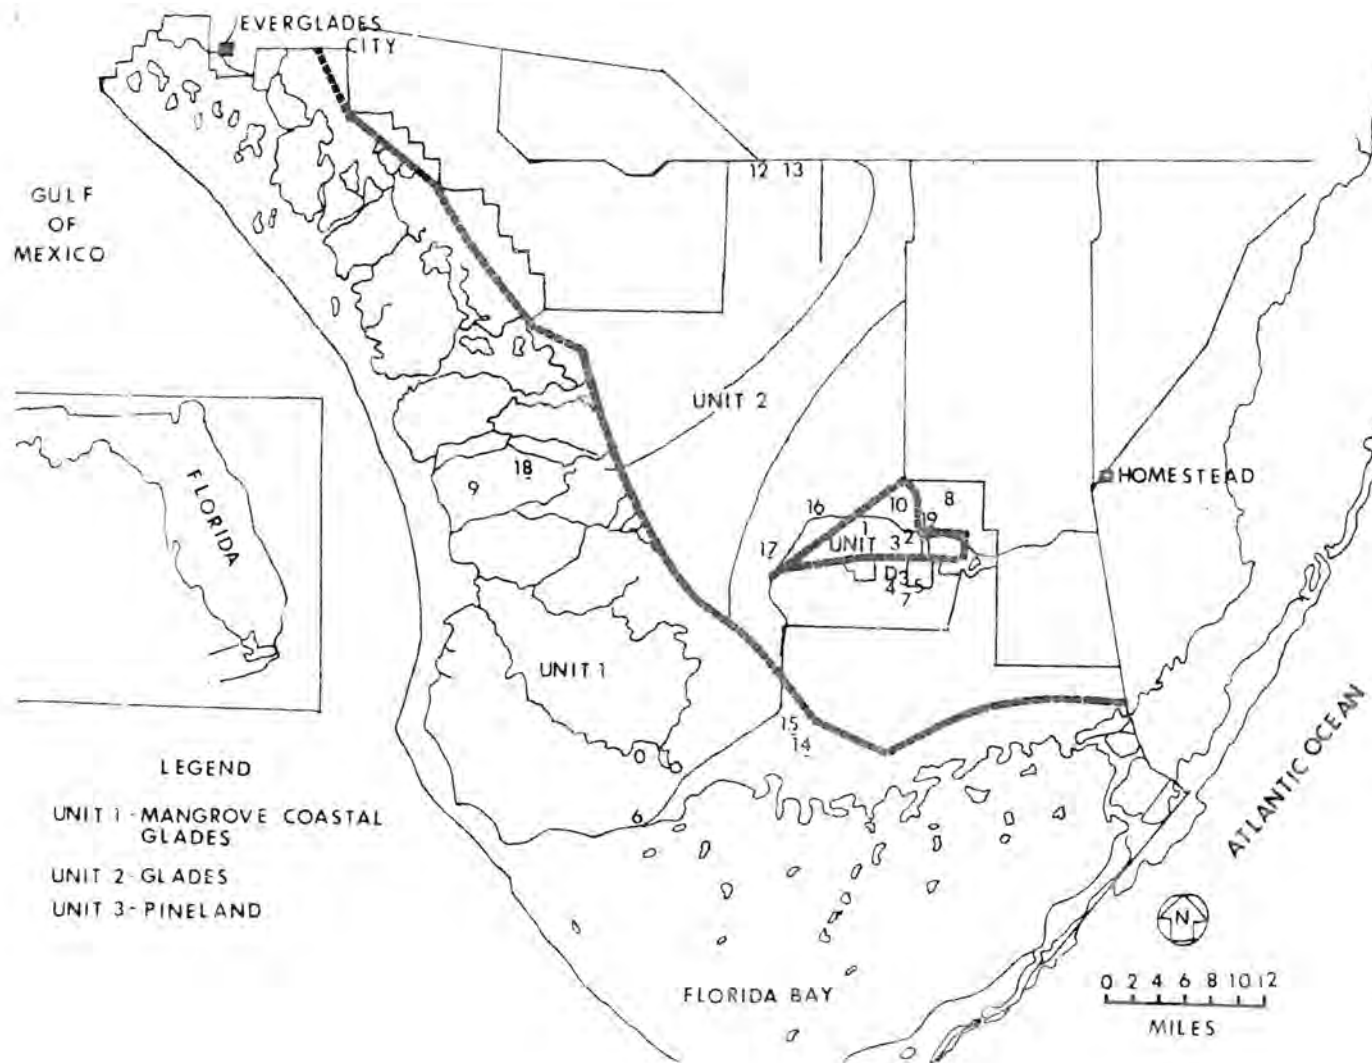 EVERGLADES
CITY
GULF
OF
MEXICO
12 13
UNIT 2
FLORIDA
18
9
HOMESTEAD
16
10
8
19
1
17
UNIT 3
2
D3
4
5
7
UNIT 1
15
14
6
ATLANTIC OCEAN
LEGEND
UNIT 1-MANGROVE COASTAL
GLADES
UNIT 2-GLADES
UNIT 3-PINELAND
N
FLORIDA BAY
0 2 4 6 8 10 12
MILES